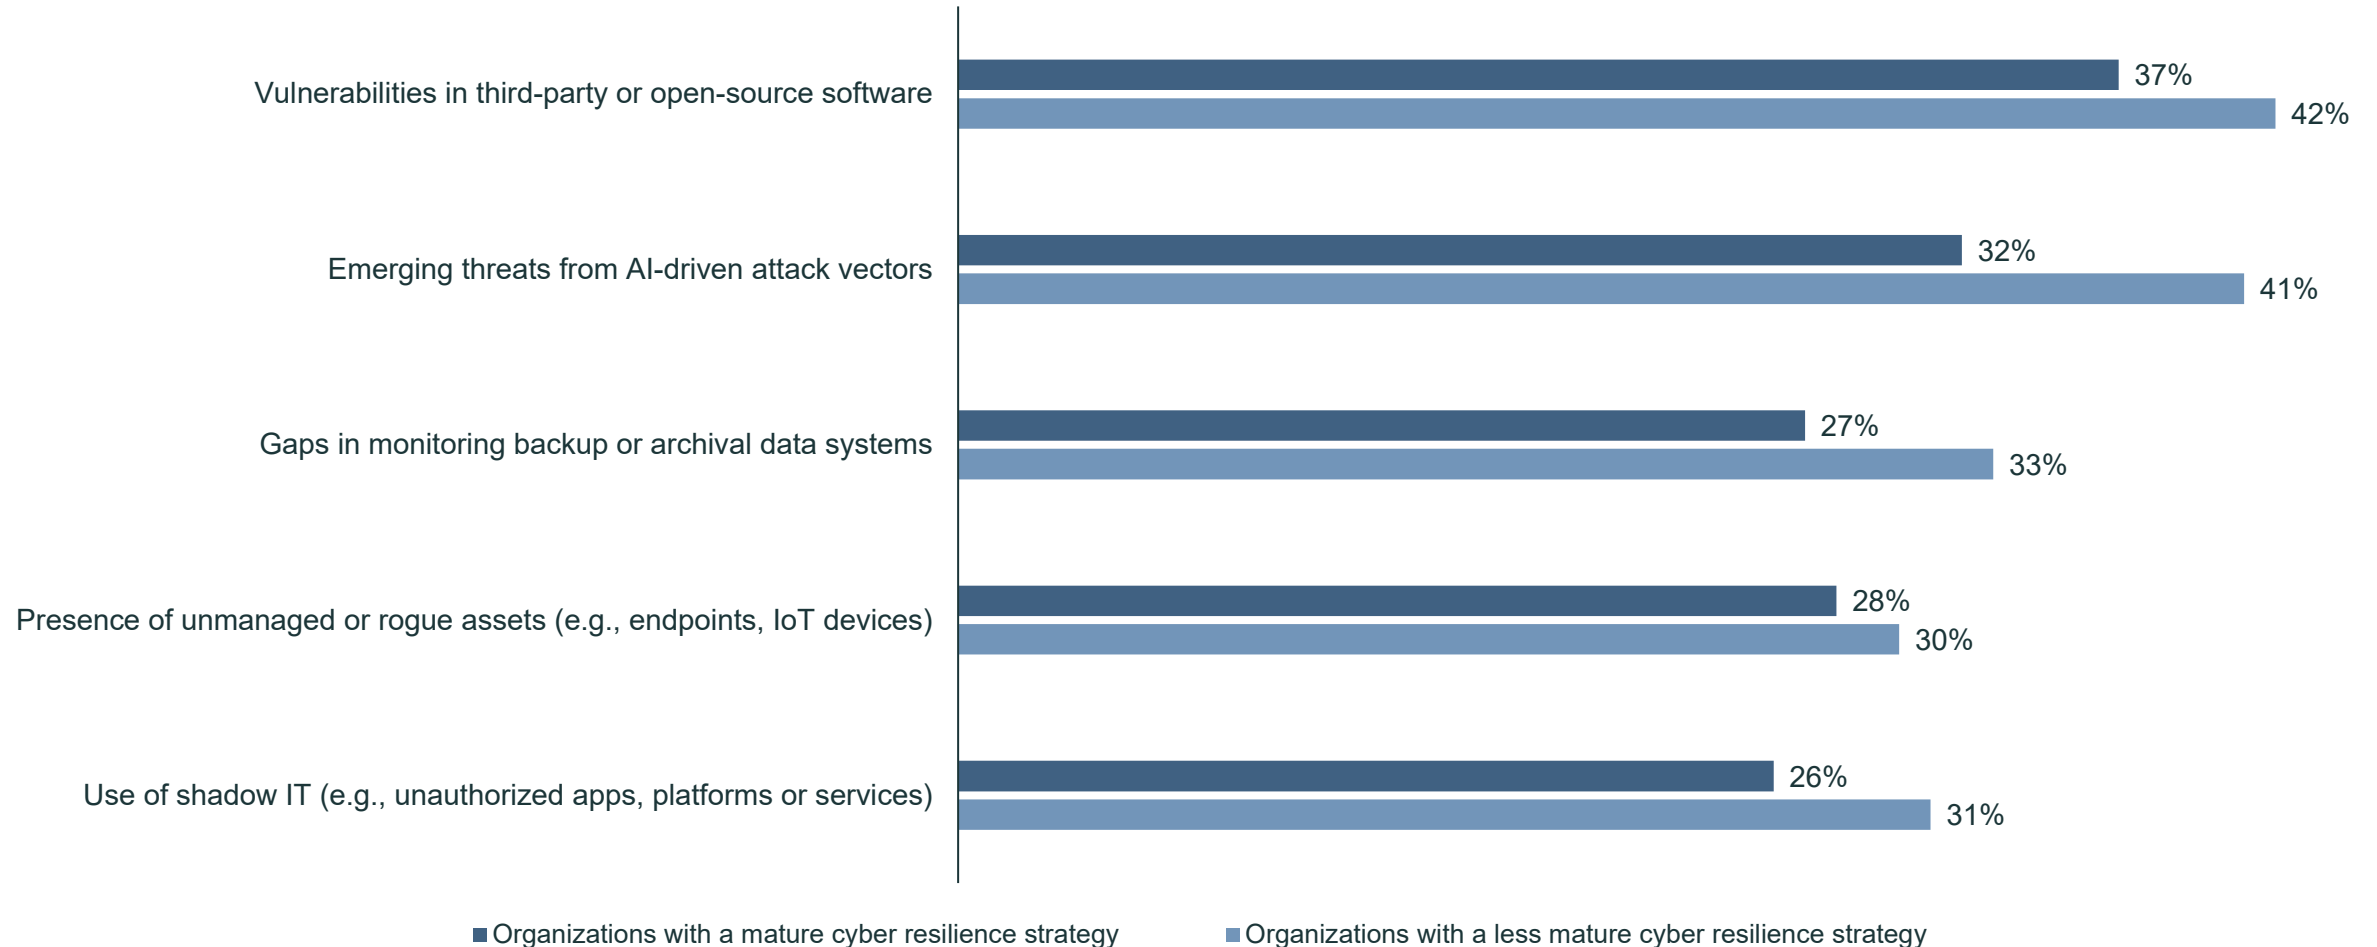 Vulnerabilities in third-party or open-source software
37%
42%
Emerging threats from AI-driven attack vectors
32%
41%
Gaps in monitoring backup or archival data systems
27%
33%
Presence of unmanaged or rogue assets (e.g., endpoints, IoT devices)
28%
30%
Use of shadow IT (e.g., unauthorized apps, platforms or services)
26%
31%
Organizations with a mature cyber resilience strategy
Organizations with a less mature cyber resilience strategy